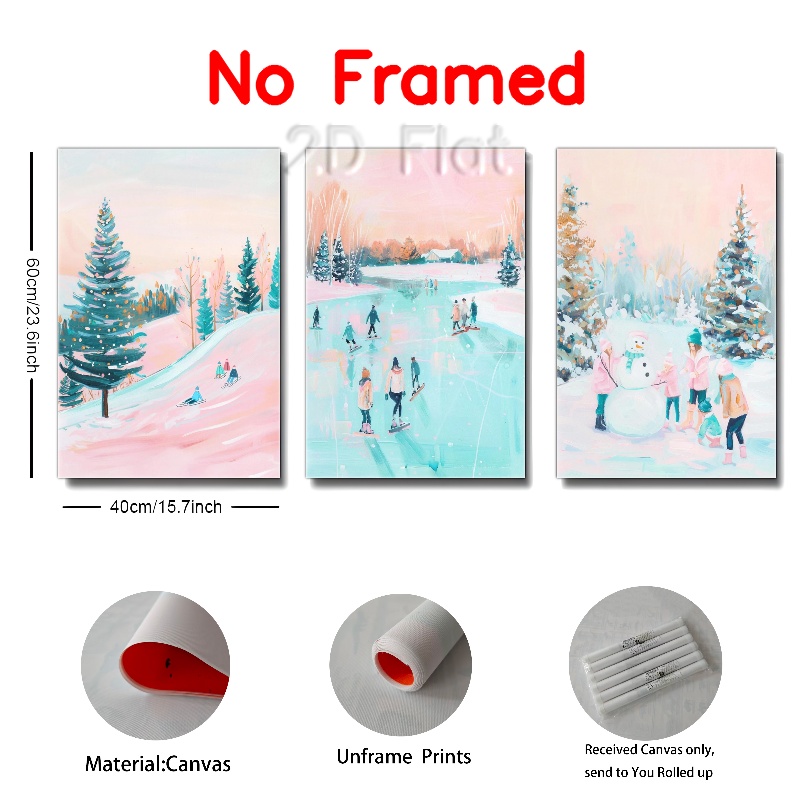 No Framed
2.D Flat.
60cm/23.6inch
40cm/15.7inch
Material:Canvas
Unframe Prints
Received Canvas only,
send to You Rolled up